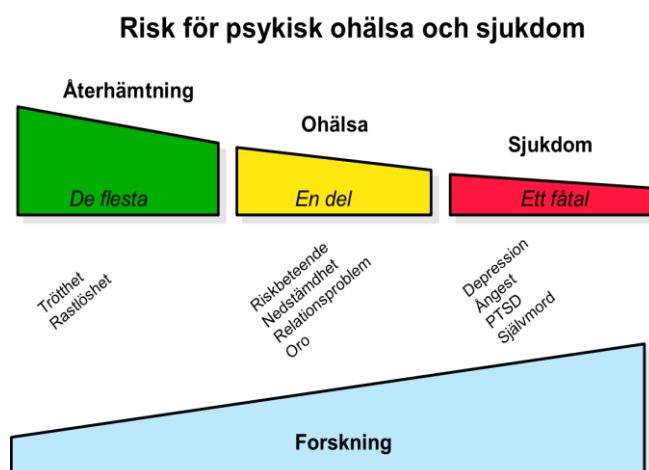 Risk för psykisk ohälsa och sjukdom
Återhämtning
Ohälsa
Sjukdom
De flesta
En del
Ett fåtal
Trötthet
Rastlöshet
Riskbeteende
Nedstämdhet
Relationsproblem
Oro
Depression
Ångest
PTSD
Självmord
Forskning